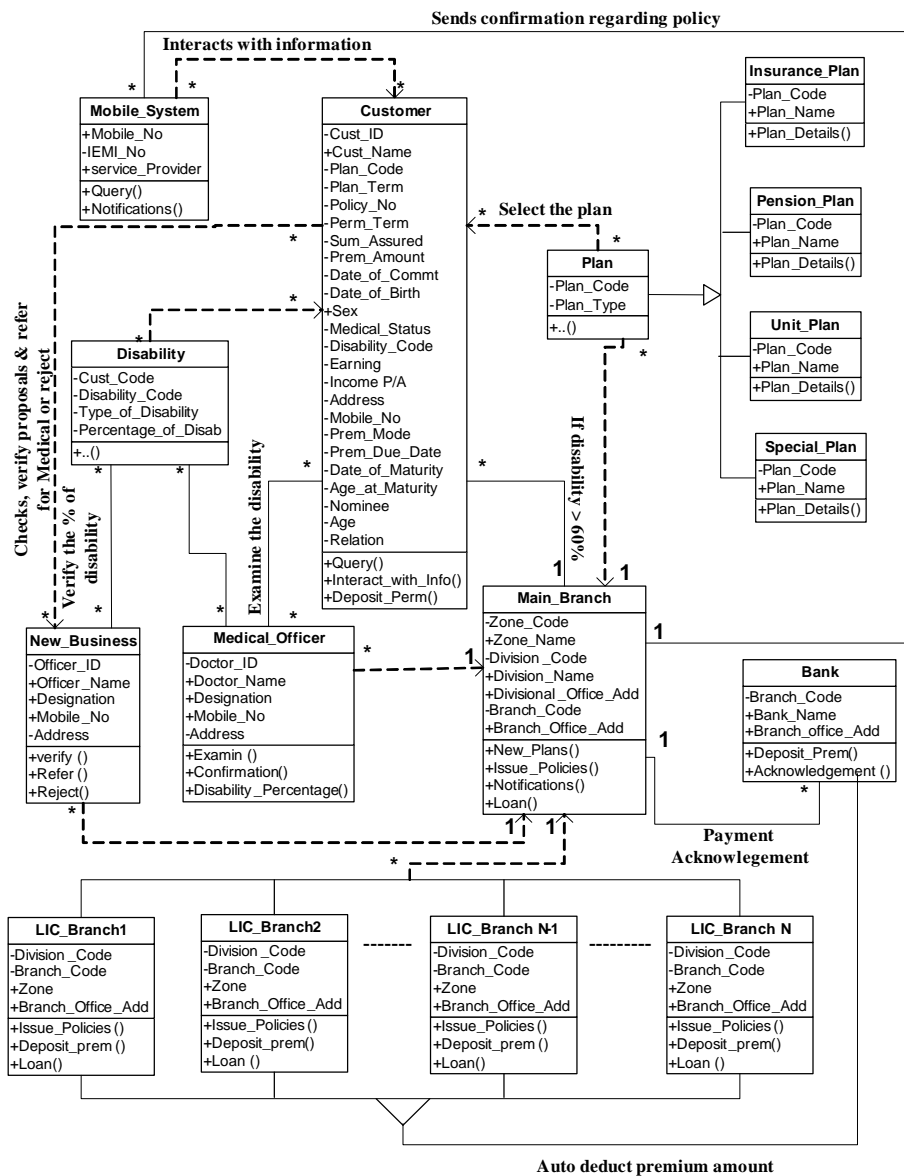 Sends confirmation regarding policy
Interacts with information
*
*
*
Mobile_System
+Mobile_No
-IEMI_No
+service_Provider
+Query()
+Notifications()
Customer
-Cust_ID
+Cust_Name
-Plan_Code
-Plan_Term
-Policy_No
-Perm_Term
-Sum_Assured
-Prem_Amount
-Date_of_Commt
-Date_of_Birth
+Sex
-Medical_Status
-Disability_Code
-Earning
-Income P/A
-Address
-Mobile_No
-Prem_Mode
-Prem_Due_Date
-Date_of_Maturity
-Age_at_Maturity
-Nominee
-Age
-Relation
+Query()
+Interact_with_Info()
+Deposit_Perm()
Insurance_Plan
-Plan_Code
+Plan_Name
+Plan_Details()
Pension_Plan
-Plan_Code
+Plan_Name
+Plan_Details()
Unit_Plan
-Plan_Code
+Plan_Name
+Plan_Details()
Special_Plan
-Plan_Code
+Plan_Name
+Plan_Details()
* Select the plan
*
Plan
-Plan_Code
-Plan_Type
+..()
*
*
*
*
Disability
-Cust_Code
-Disability_Code
-Type_of_Disability
-Percentage_of_Disab
+..()
*
*
*
*
Checks, verify proposals & refer
for Medical or reject
Verify the % of
disability
Examine the disability
If disability > 60%
*
*
*
*
1
1
New_Business
-Officer_ID
+Officer_Name
+Designation
+Mobile_No
-Address
+verify ()
+Refer ()
+Reject()
*
Medical_Officer
-Doctor_ID
+Doctor_Name
+Designation
+Mobile_No
-Address
+Examin ()
+Confirmation()
+Disability_Percentage()
*
1
Main_Branch
-Zone_Code
+Zone_Name
-Division_Code
+Division_Name
+Divisional_Office_Add
-Branch_Code
+Branch_Office_Add
+New_Plans()
+Issue_Policies()
+Notifications()
+Loan()
1
1
Bank
-Branch_Code
+Bank_Name
+Branch_office_Add
+Deposit_Prem()
+Acknowledgement ()
*
1
1
Payment
Acknowlegement
*
LIC_Branch1
-Division_Code
-Branch_Code
+Zone
+Branch_Office_Add
+Issue_Policies()
+Deposit_prem ()
+Loan()
LIC_Branch2
-Division_Code
-Branch_Code
+Zone
+Branch_Office_Add
+Issue_Policies()
+Deposit_prem()
+Loan ()
LIC_Branch N-1
-Division_Code
-Branch_Code
+Zone
+Branch_Office_Add
+Issue_Policies()
+Deposit_prem ()
+Loan()
LIC_Branch N
-Division_Code
-Branch_Code
+Zone
+Branch_Office_Add
+Issue_Policies()
+Deposit_prem()
+Loan ()
Auto deduct premium amount